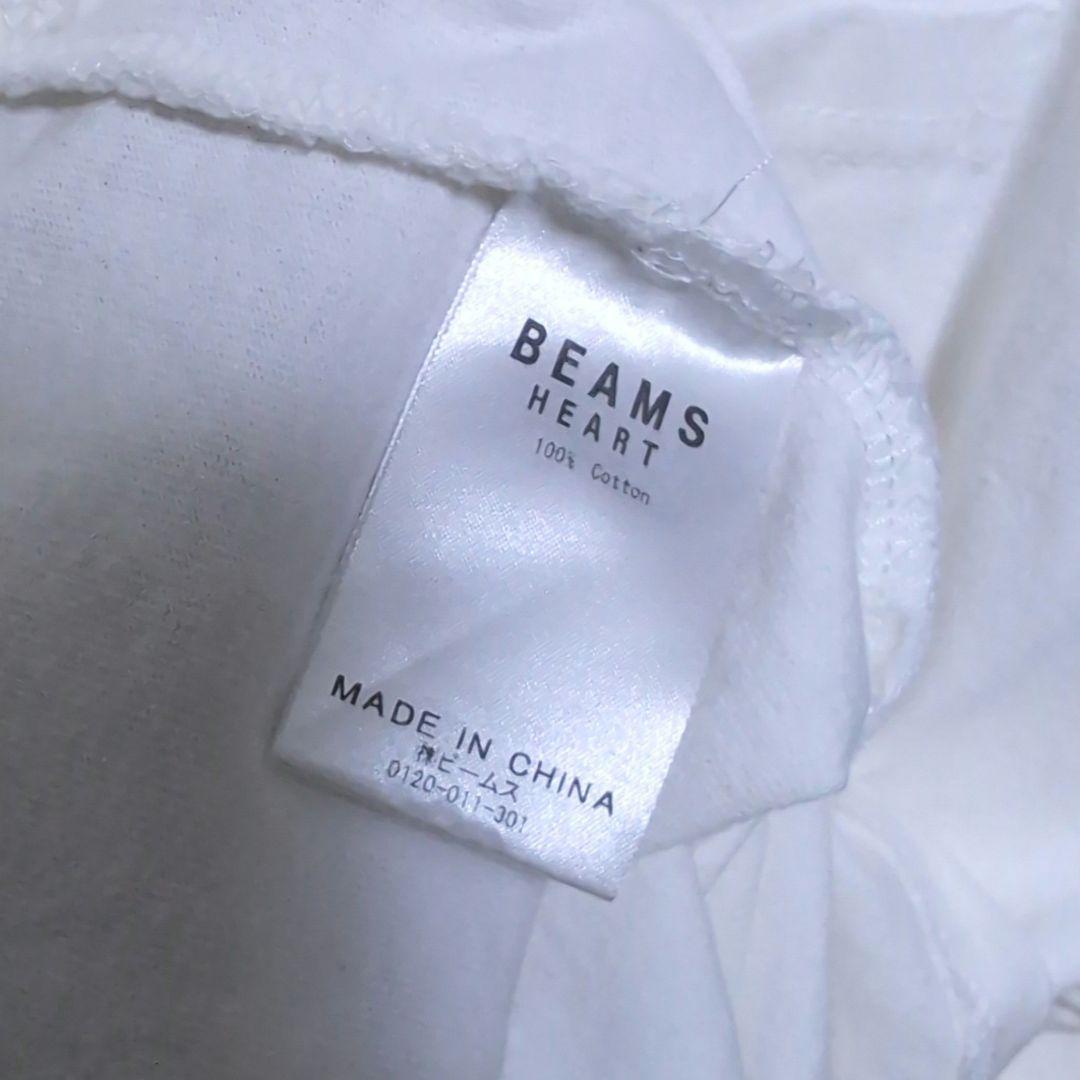 BEAMS
HEART
100% Cotton
MADE IN CHINA
㈱ビームス
0120-011-301